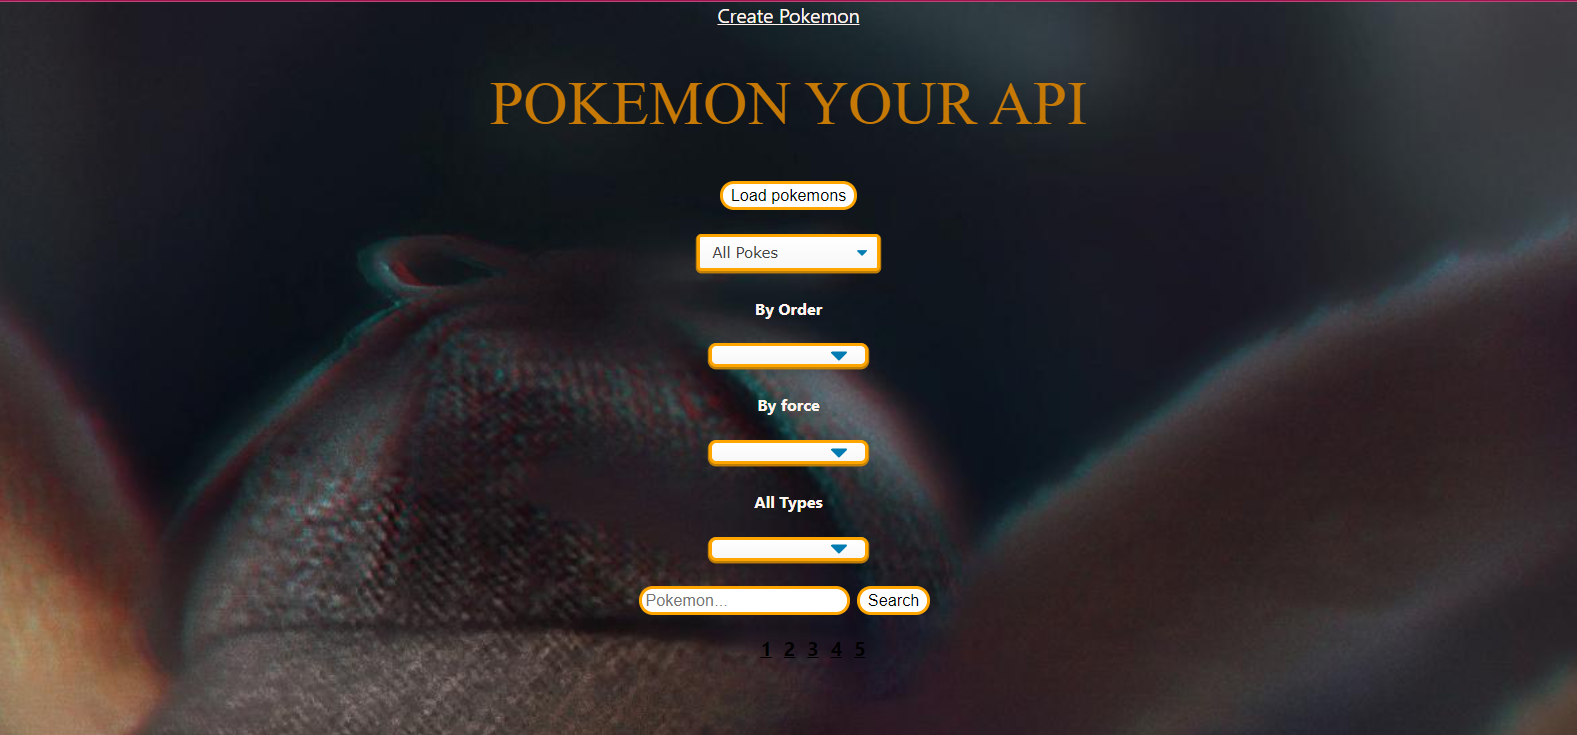 Create Pokemon
POKEMON YOUR API
Load pokemons
All Pokes
By Order
By force
All Types
Pokemon...
Search
1 2 3 4 5